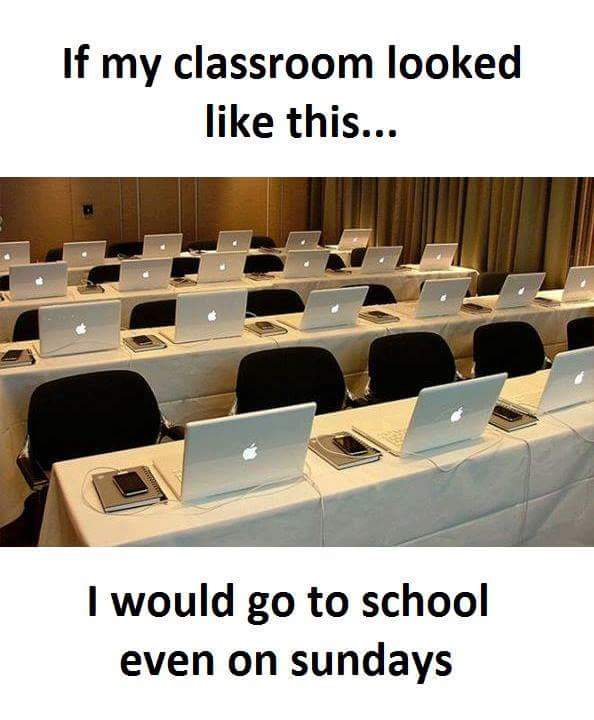 If my classroom looked
like this...
I would go to school
even on sundays